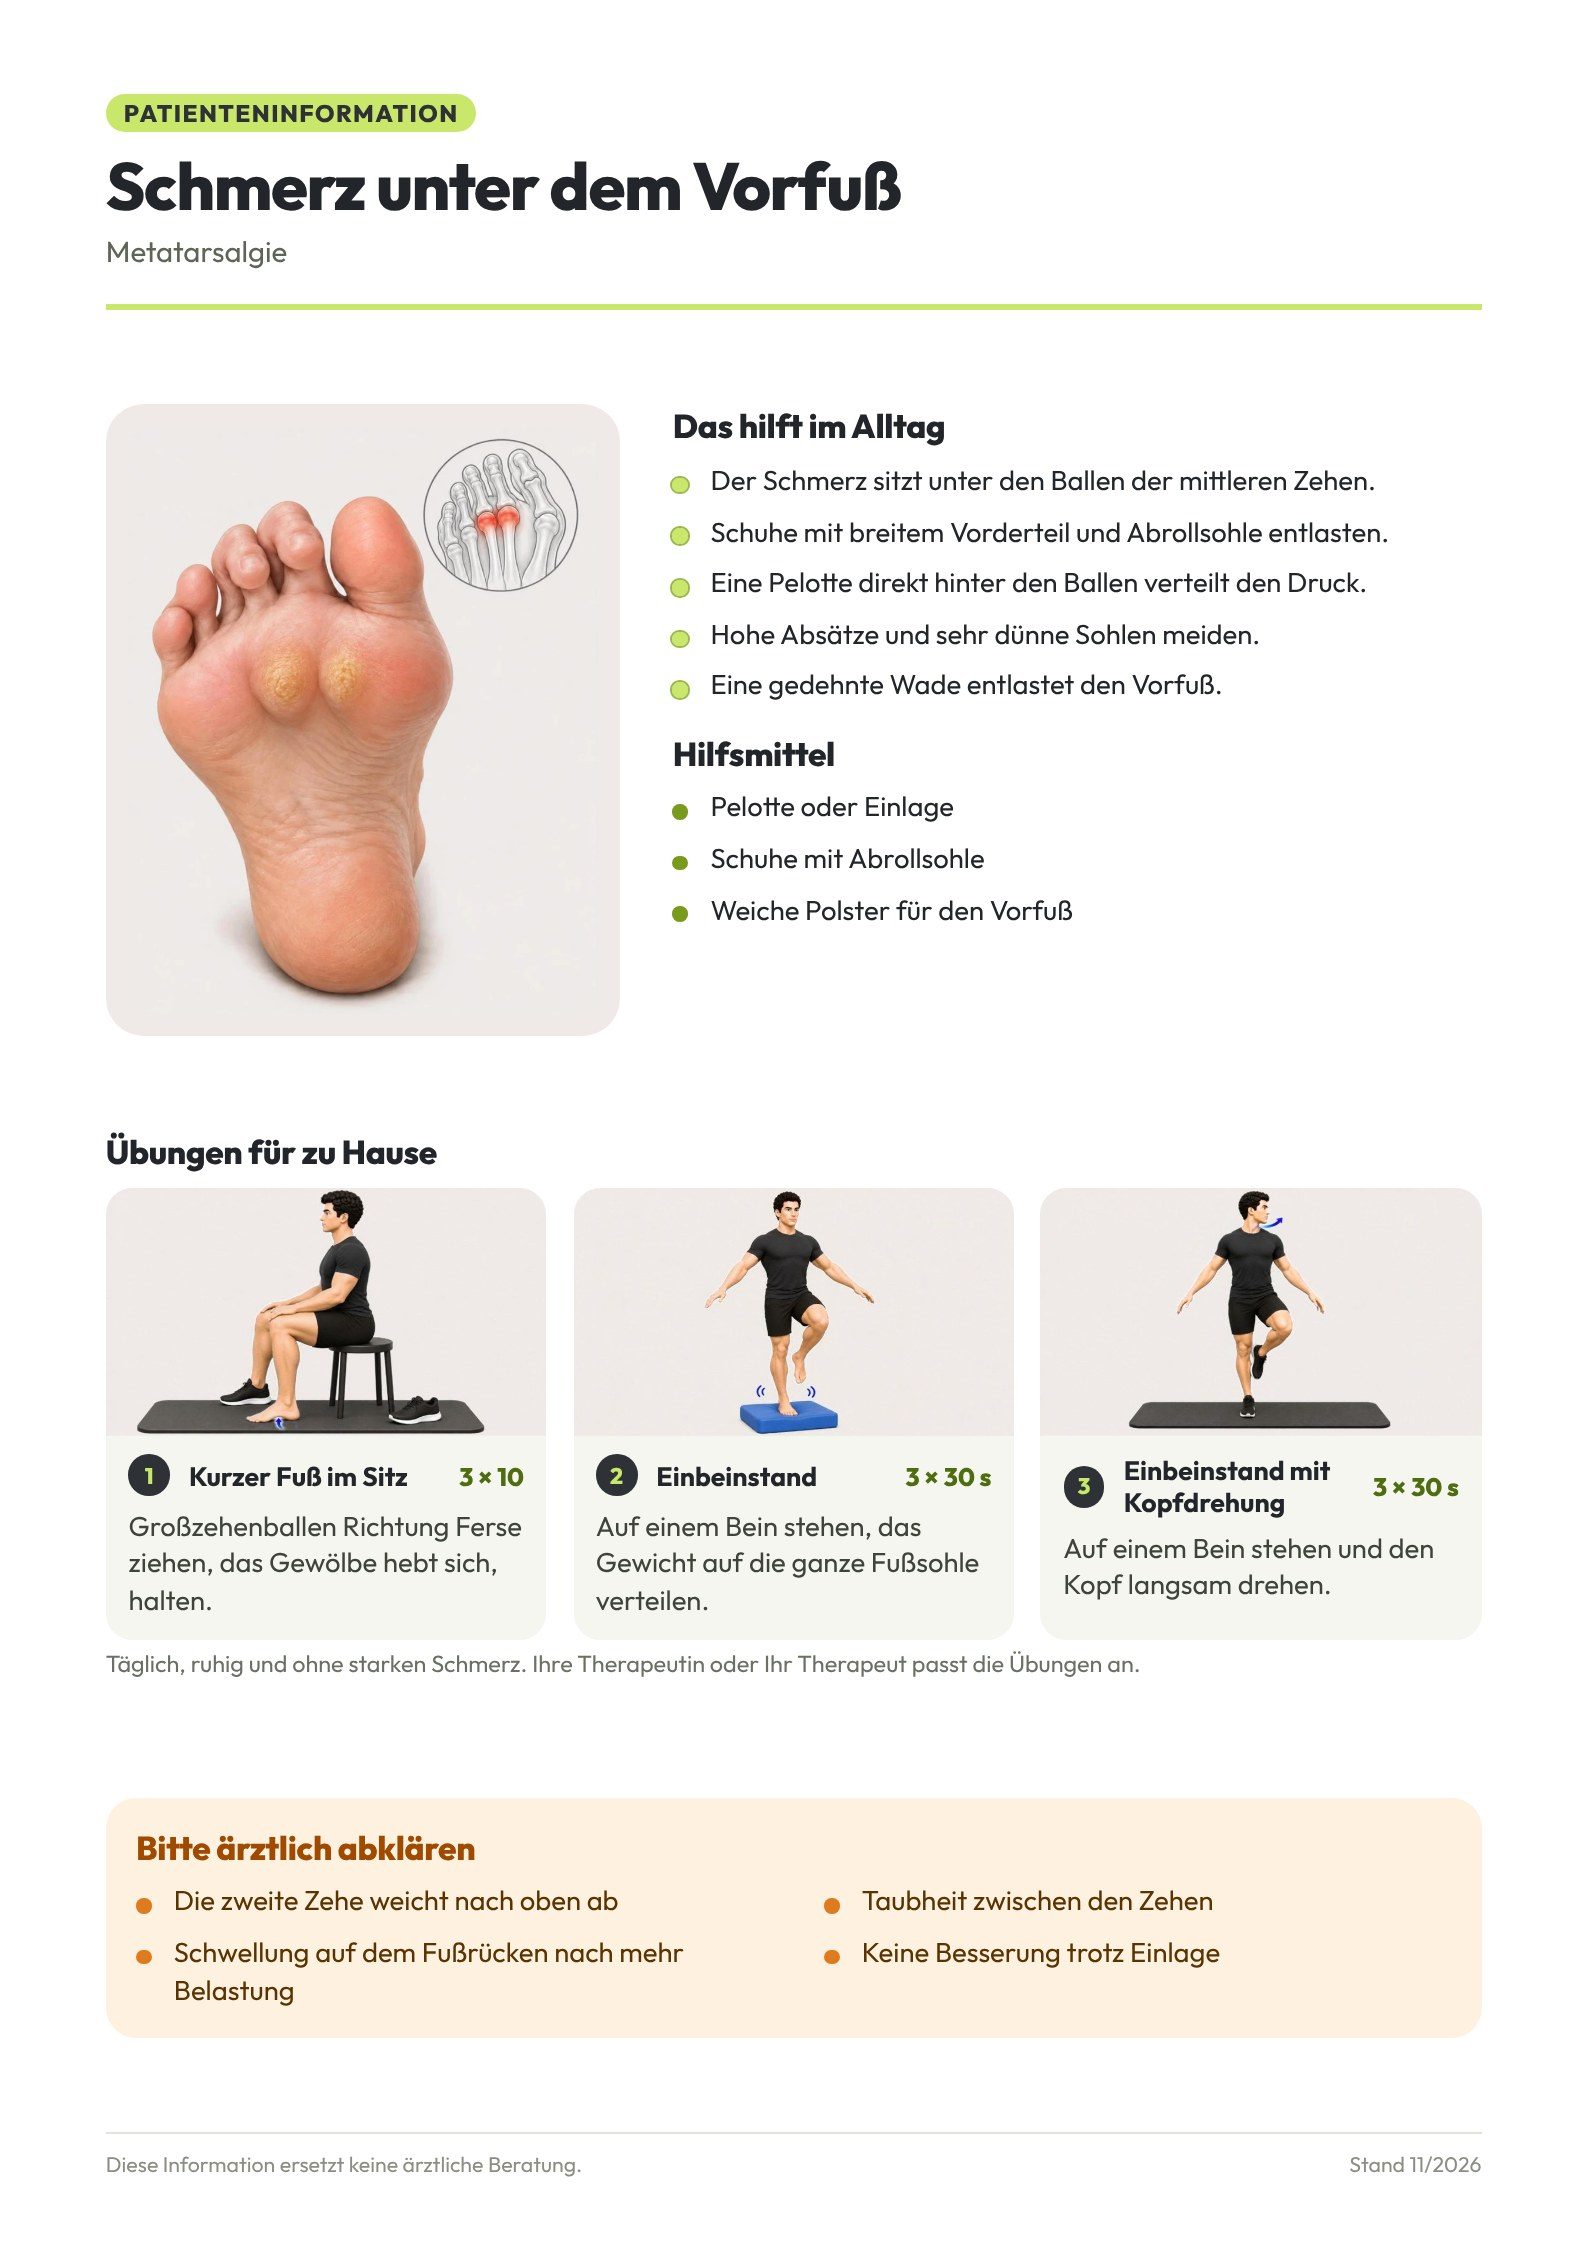 PATIENTENINFORMATION
Schmerz unter dem Vorfuß
Metatarsalgie
Das hilft im Alltag
Der Schmerz sitzt unter den Ballen der mittleren Zehen.
Schuhe mit breitem Vorderteil und Abrollsohle entlasten.
Eine Pelotte direkt hinter den Ballen verteilt den Druck.
Hohe Absätze und sehr dünne Sohlen meiden.
Eine gedehnte Wade entlastet den Vorfuß.
Hilfsmittel
Pelotte oder Einlage
Schuhe mit Abrollsohle
Weiche Polster für den Vorfuß
Übungen für zu Hause
1 Kurzer Fuß im Sitz 3 × 10
Großzehenballen Richtung Ferse
ziehen, das Gewölbe hebt sich,
halten.
2 Einbeinstand 3 × 30 s
Auf einem Bein stehen, das
Gewicht auf die ganze Fußsohle
verteilen.
3 Einbeinstand mit
Kopfdrehung 3 × 30 s
Auf einem Bein stehen und den
Kopf langsam drehen.
Täglich, ruhig und ohne starken Schmerz. Ihre Therapeutin oder Ihr Therapeut passt die Übungen an.
Bitte ärztlich abklären
Die zweite Zehe weicht nach oben ab
Schwellung auf dem Fußrücken nach mehr
Belastung
Taubheit zwischen den Zehen
Keine Besserung trotz Einlage
Diese Information ersetzt keine ärztliche Beratung.
Stand 11/2026